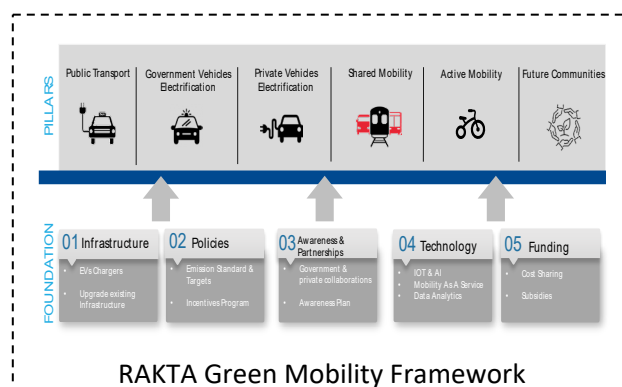 PILLARS
Public Transport
Government Vehicles
Electrification
Private Vehicles
Electrification
Shared Mobility
Active Mobility
Future Communities
FOUNDATION
01 Infrastructure
• EVs Chargers
• Upgrade existing
Infrastructure
02 Policies
• Emission Standard &
Targets
• Incentives Program
03 Awareness &
Partnerships
• Government &
private collaborations
• Awareness Plan
04 Technology
• IOT & AI
• Mobility As A Service
• Data Analytics
05 Funding
• Cost Sharing
• Subsidies
RAKTA Green Mobility Framework